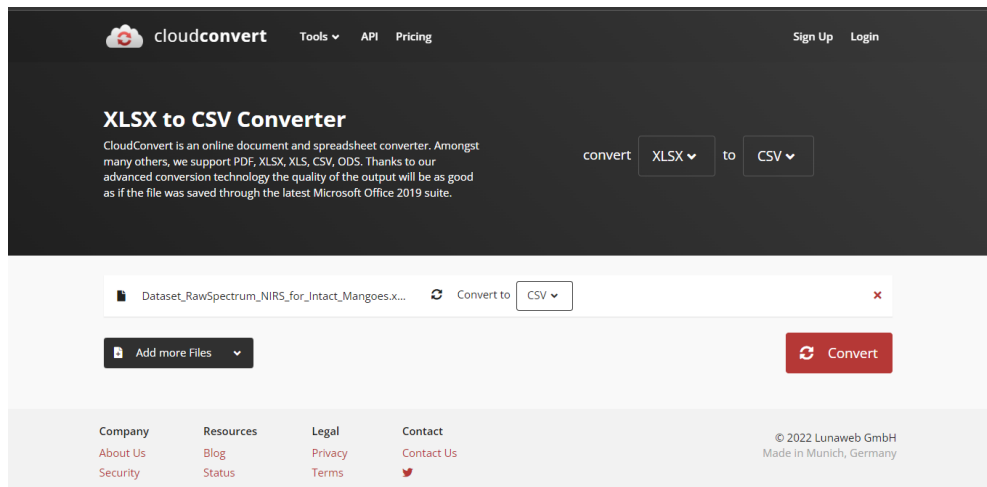 cloudconvert Tools API Pricing Sign Up Login
XLSX to CSV Converter
CloudConvert is an online document and spreadsheet converter. Amongst
many others, we support PDF, XLSX, XLS, CSV, ODS. Thanks to our
advanced conversion technology the quality of the output will be as good
as if the file was saved through the latest Microsoft Office 2019 suite.
convert XLSX to CSV
Dataset_RawSpectrum_NIRS_for_Intact_Mangoes.x... Convert to CSV
Add more Files
Convert
Company Resources Legal Contact
About Us Blog Privacy Contact Us
Security Status Terms
© 2022 Lunaweb GmbH
Made in Munich, Germany